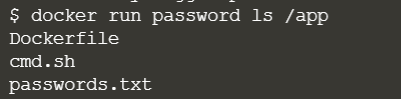 $ docker run password ls /app
Dockerfile
cmd.sh
passwords.txt